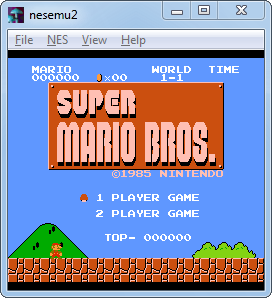 nesemu2
File NES View Help
MARIO WORLD TIME
000000 ×00 1-1
SUPER
MARIO BROS.
©1985 NINTENDO
1 PLAYER GAME
2 PLAYER GAME
TOP- 000000